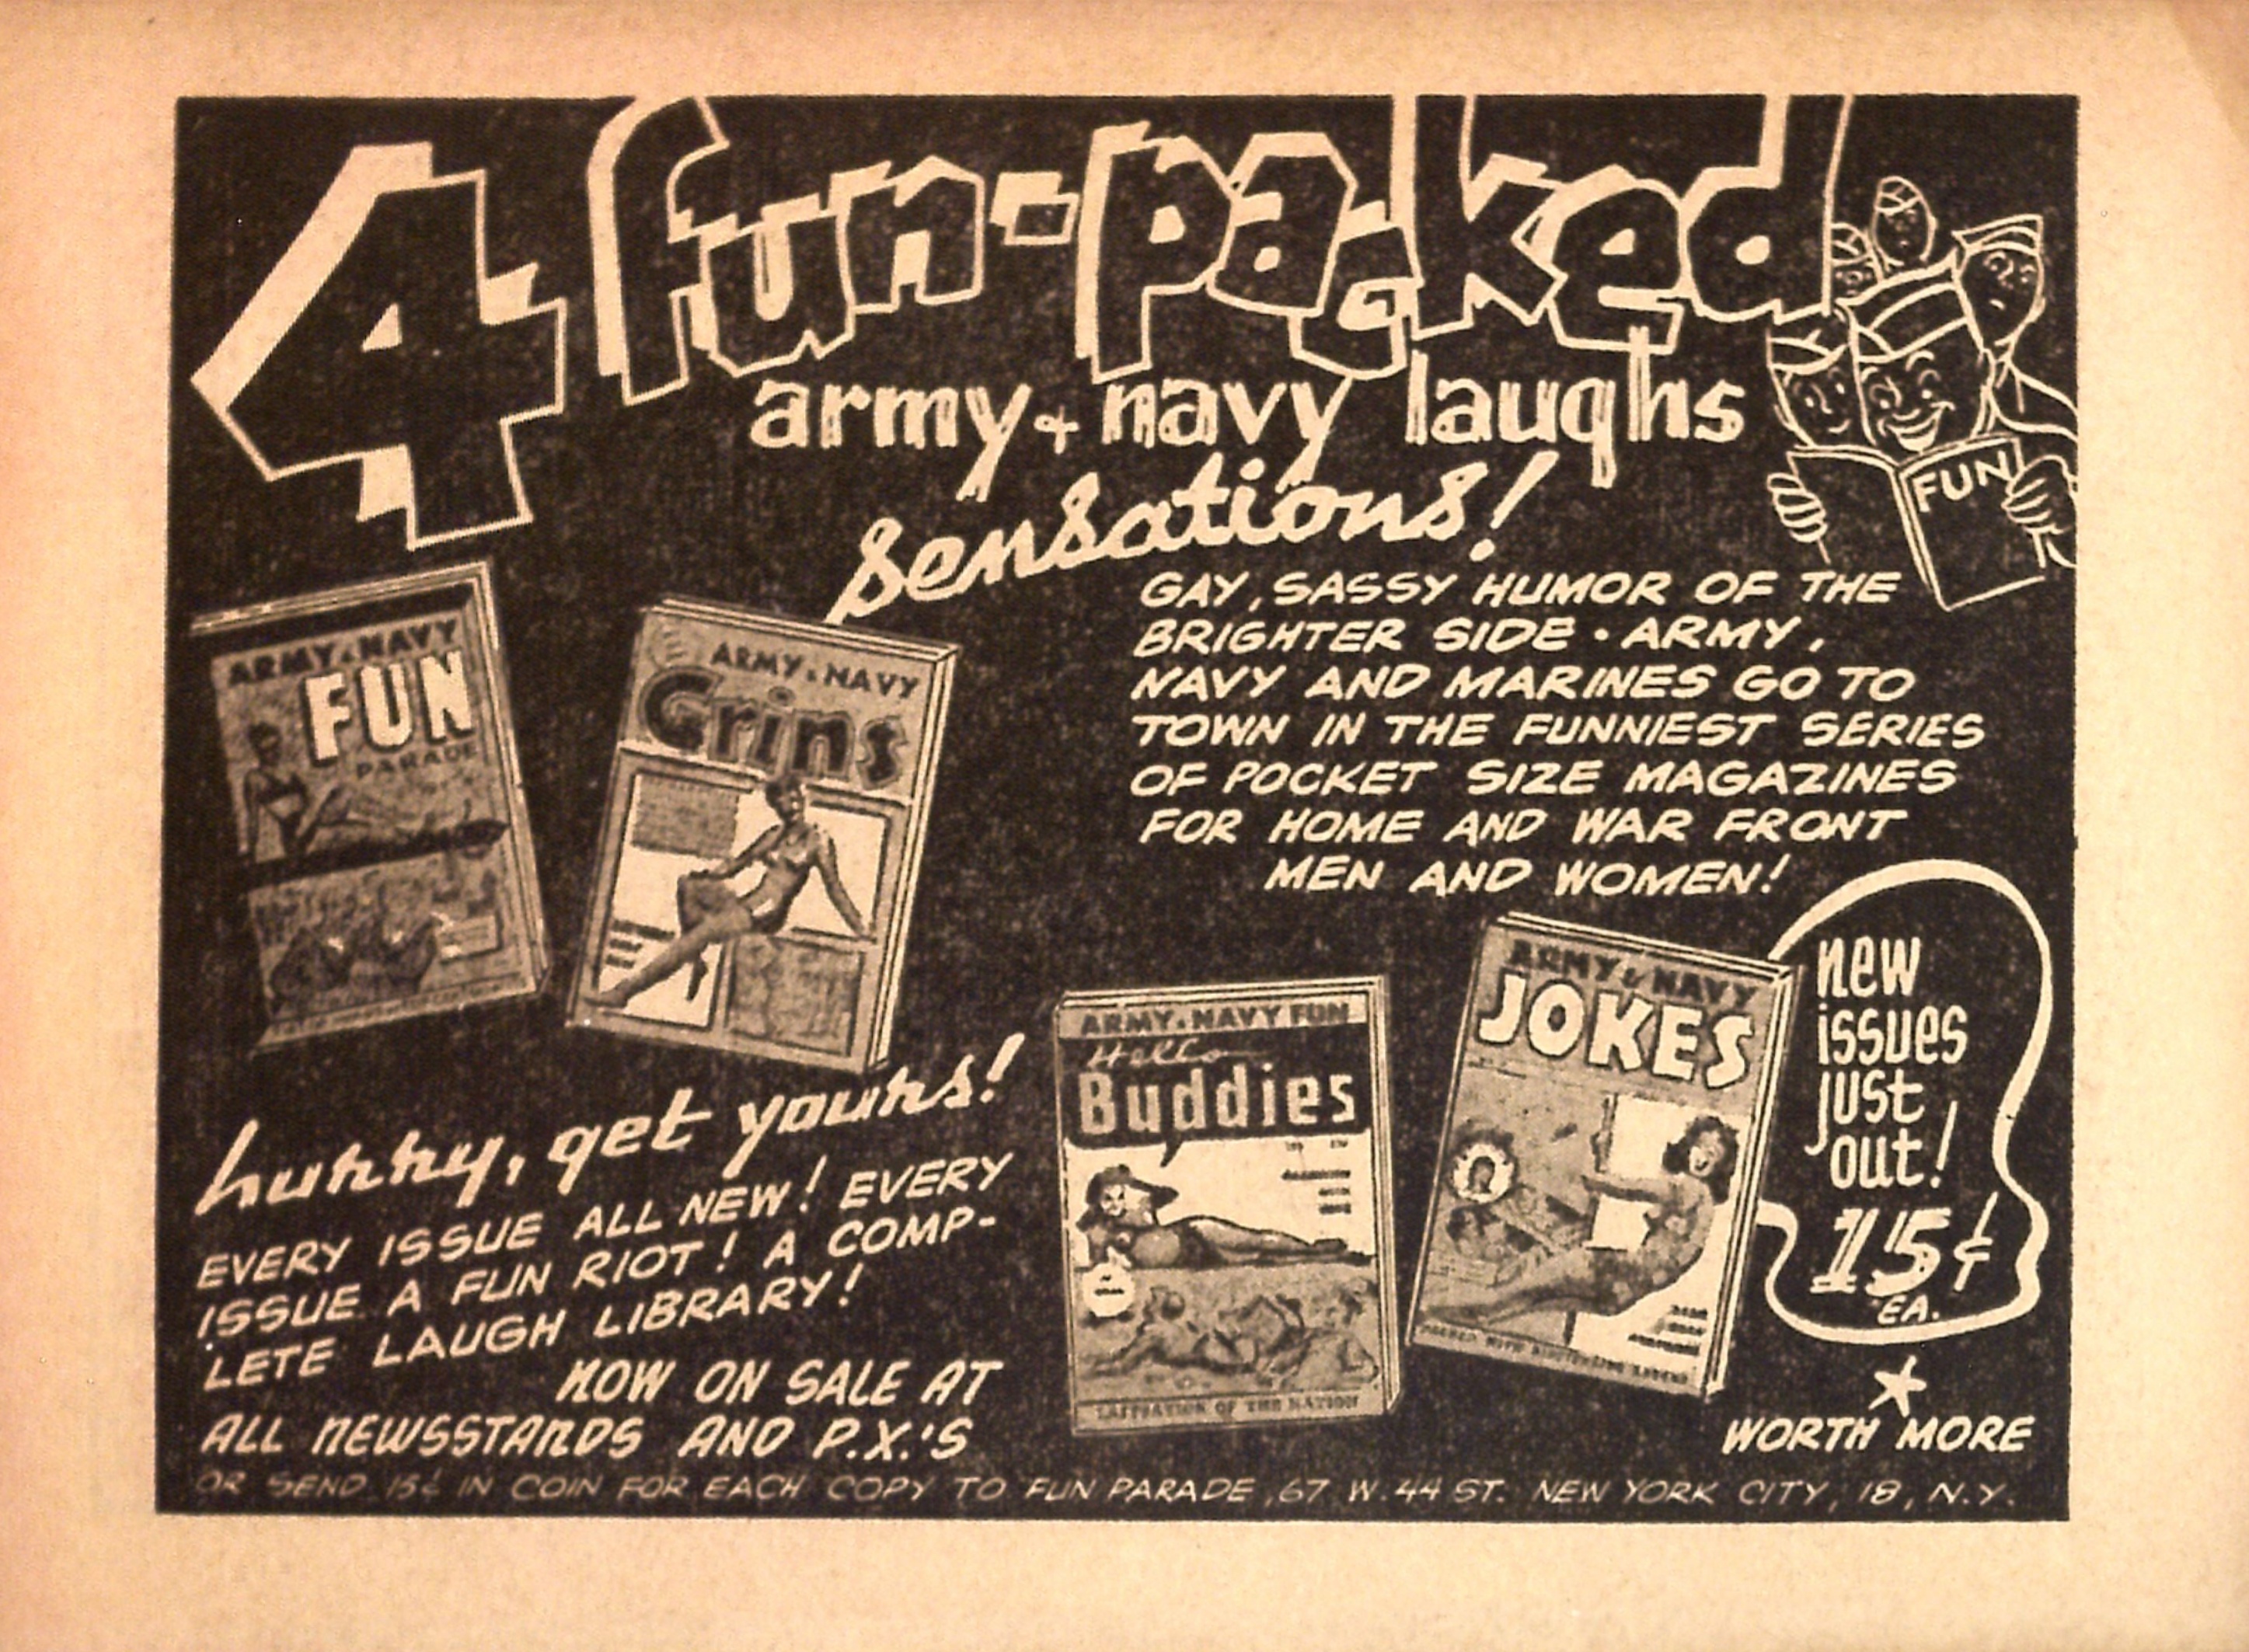 4 fun-packed
army & navy laughs
sensations!
FUN
GAY, SASSY HUMOR OF THE
BRIGHTER SIDE • ARMY,
NAVY AND MARINES GO TO
TOWN IN THE FUNNIEST SERIES
OF POCKET SIZE MAGAZINES
FOR HOME AND WAR FRONT
MEN AND WOMEN!
ARMY & NAVY
FUN
PARADE
ARMY & NAVY
Grins
ARMY & NAVY FUN
Hello
Buddies
OF THE NATION
ARMY & NAVY
JOKES
new
issues
just
out!
15¢
EA.
*
WORTH MORE
hurry, get yours!
EVERY ISSUE ALL NEW! EVERY
ISSUE A FUN RIOT! A COMP-
LETE LAUGH LIBRARY!
NOW ON SALE AT
ALL NEWSSTANDS AND P.X.'S
OR SEND 15¢ IN COIN FOR EACH COPY TO FUN PARADE, 67 W. 44 ST. NEW YORK CITY, 18, N.Y.